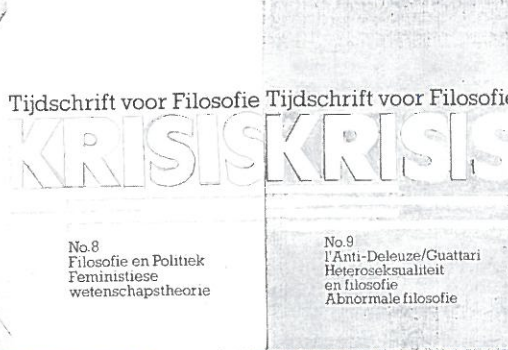 Tijdschrift voor Filosofie
KRISIS
No.8
Filosofie en Politiek
Feministiese
wetenschapstheorie
Tijdschrift voor Filosofie
KRISIS
No.9
l'Anti-Deleuze/Guattari
Heteroseksualiteit
en filosofie
Abnormale filosofie